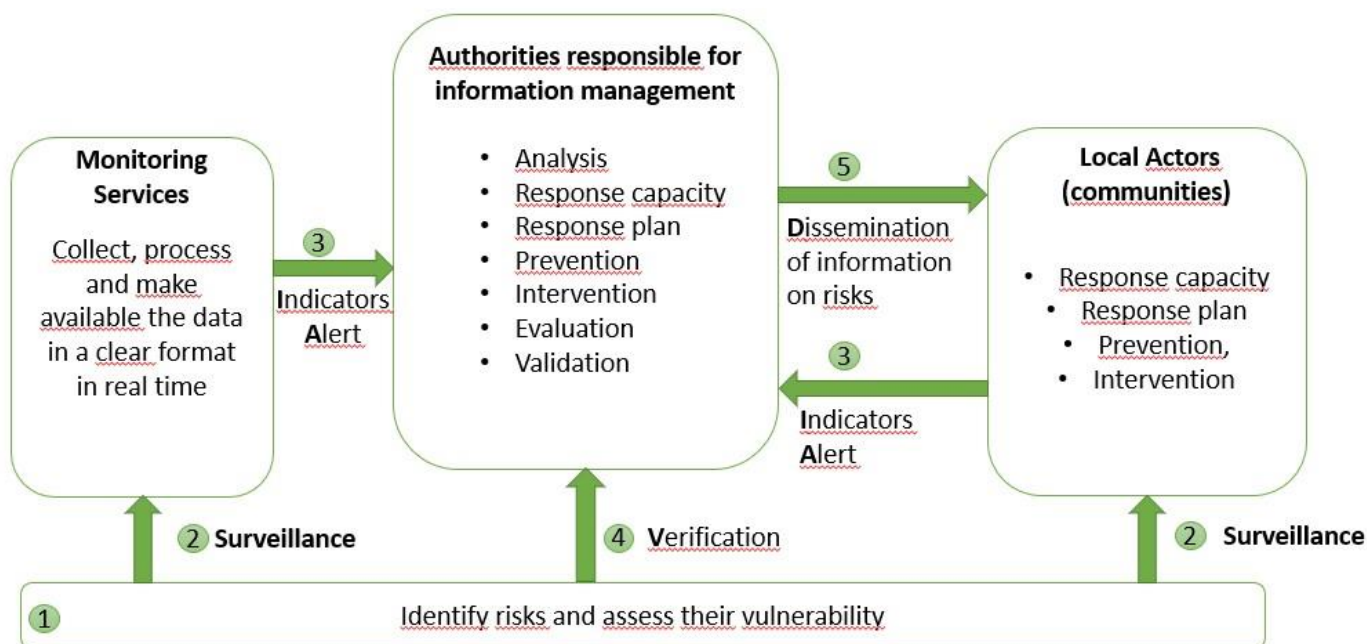 Monitoring
Services
Collect, process
and make
available the data
in a clear format
in real time
3
Indicators
Alert
Authorities responsible for
information management
• Analysis
• Response capacity
• Response plan
• Prevention
• Intervention
• Evaluation
• Validation
5
Dissemination
of information
on risks
3
Indicators
Alert
Local Actors
(communities)
• Response capacity
• Response plan
• Prevention,
• Intervention
2 Surveillance
4 Verification
2 Surveillance
1 Identify risks and assess their vulnerability